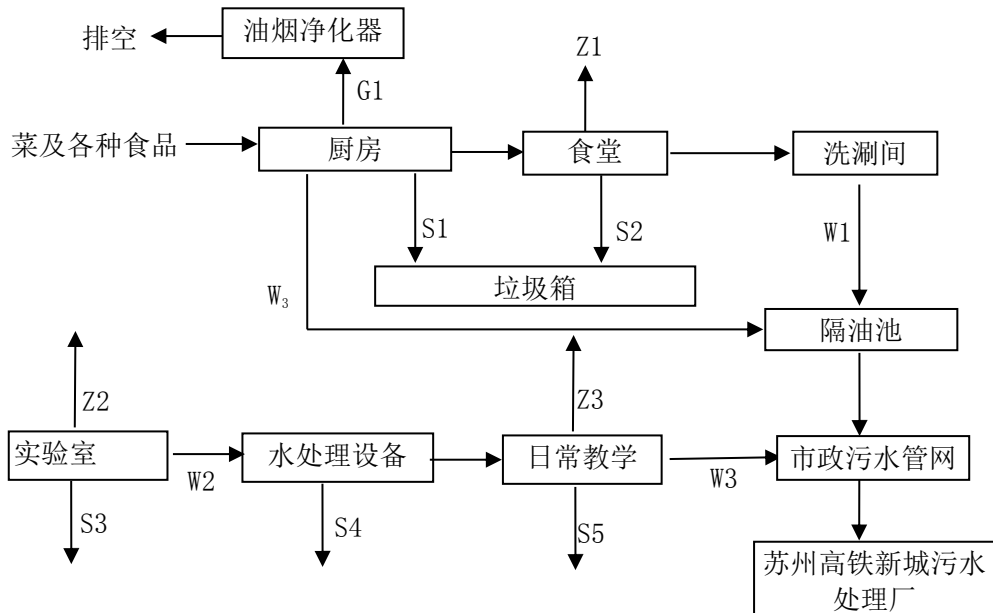 排空
油烟净化器
Z1
G1
菜及各种食品
厨房
食堂
洗涮间
S1
S2
W1
垃圾箱
W₃
隔油池
Z2
Z3
实验室
水处理设备
日常教学
市政污水管网
W2
W3
S3
S4
S5
苏州高铁新城污水
处理厂